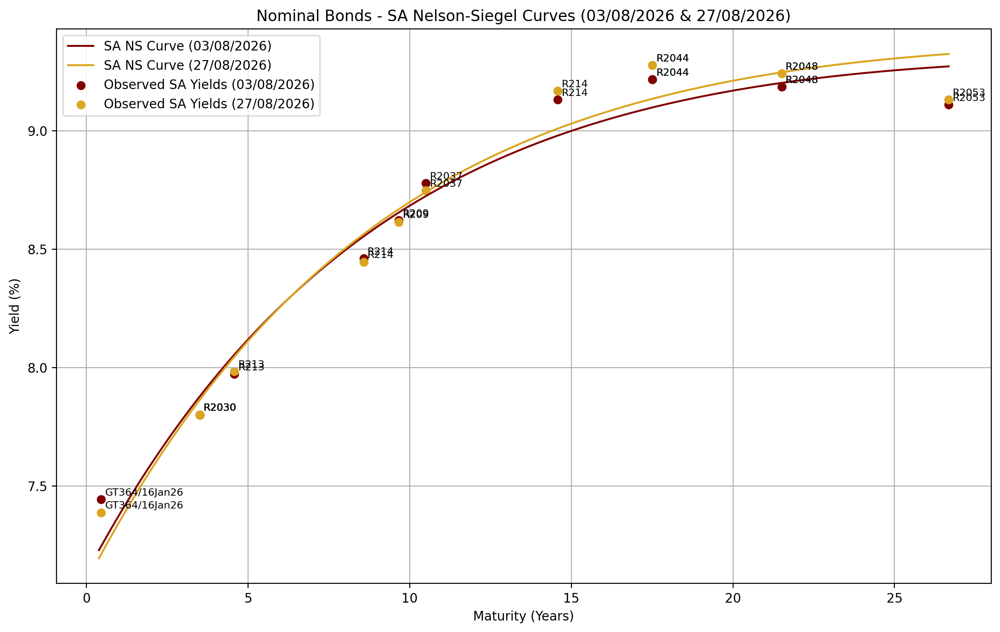 Nominal Bonds - SA Nelson-Siegel Curves (03/08/2026 & 27/08/2026)
SA NS Curve (03/08/2026)
SA NS Curve (27/08/2026)
Observed SA Yields (03/08/2026)
Observed SA Yields (27/08/2026)
R2044
R2044
R2048
R2048
R214
R214
R2053
R2053
9.0
R2037
R2037
R209
R209
8.5
R214
R214
Yield (%)
8.0
R213
R213
R2030
R2030
7.5
GT364/16Jan26
GT364/16Jan26
0
5
10
15
20
25
Maturity (Years)